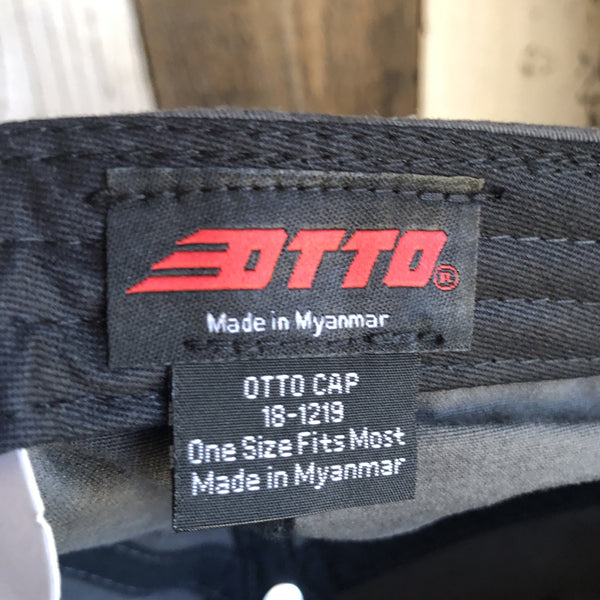 OTTO®
Made in Myanmar
OTTO CAP
18-1219
One Size Fits Most
Made in Myanmar